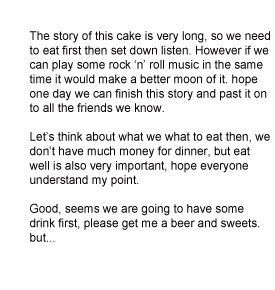 The story of this cake is very long, so we need
to eat first then set down listen. However if we
can play some rock ‘n’ roll music in the same
time it would make a better moon of it. hope
one day we can finish this story and past it on
to all the friends we know.

Let’s think about what we what to eat then, we
don’t have much money for dinner, but eat
well is also very important, hope everyone
understand my point.

Good, seems we are going to have some
drink first, please get me a beer and sweets.
but...